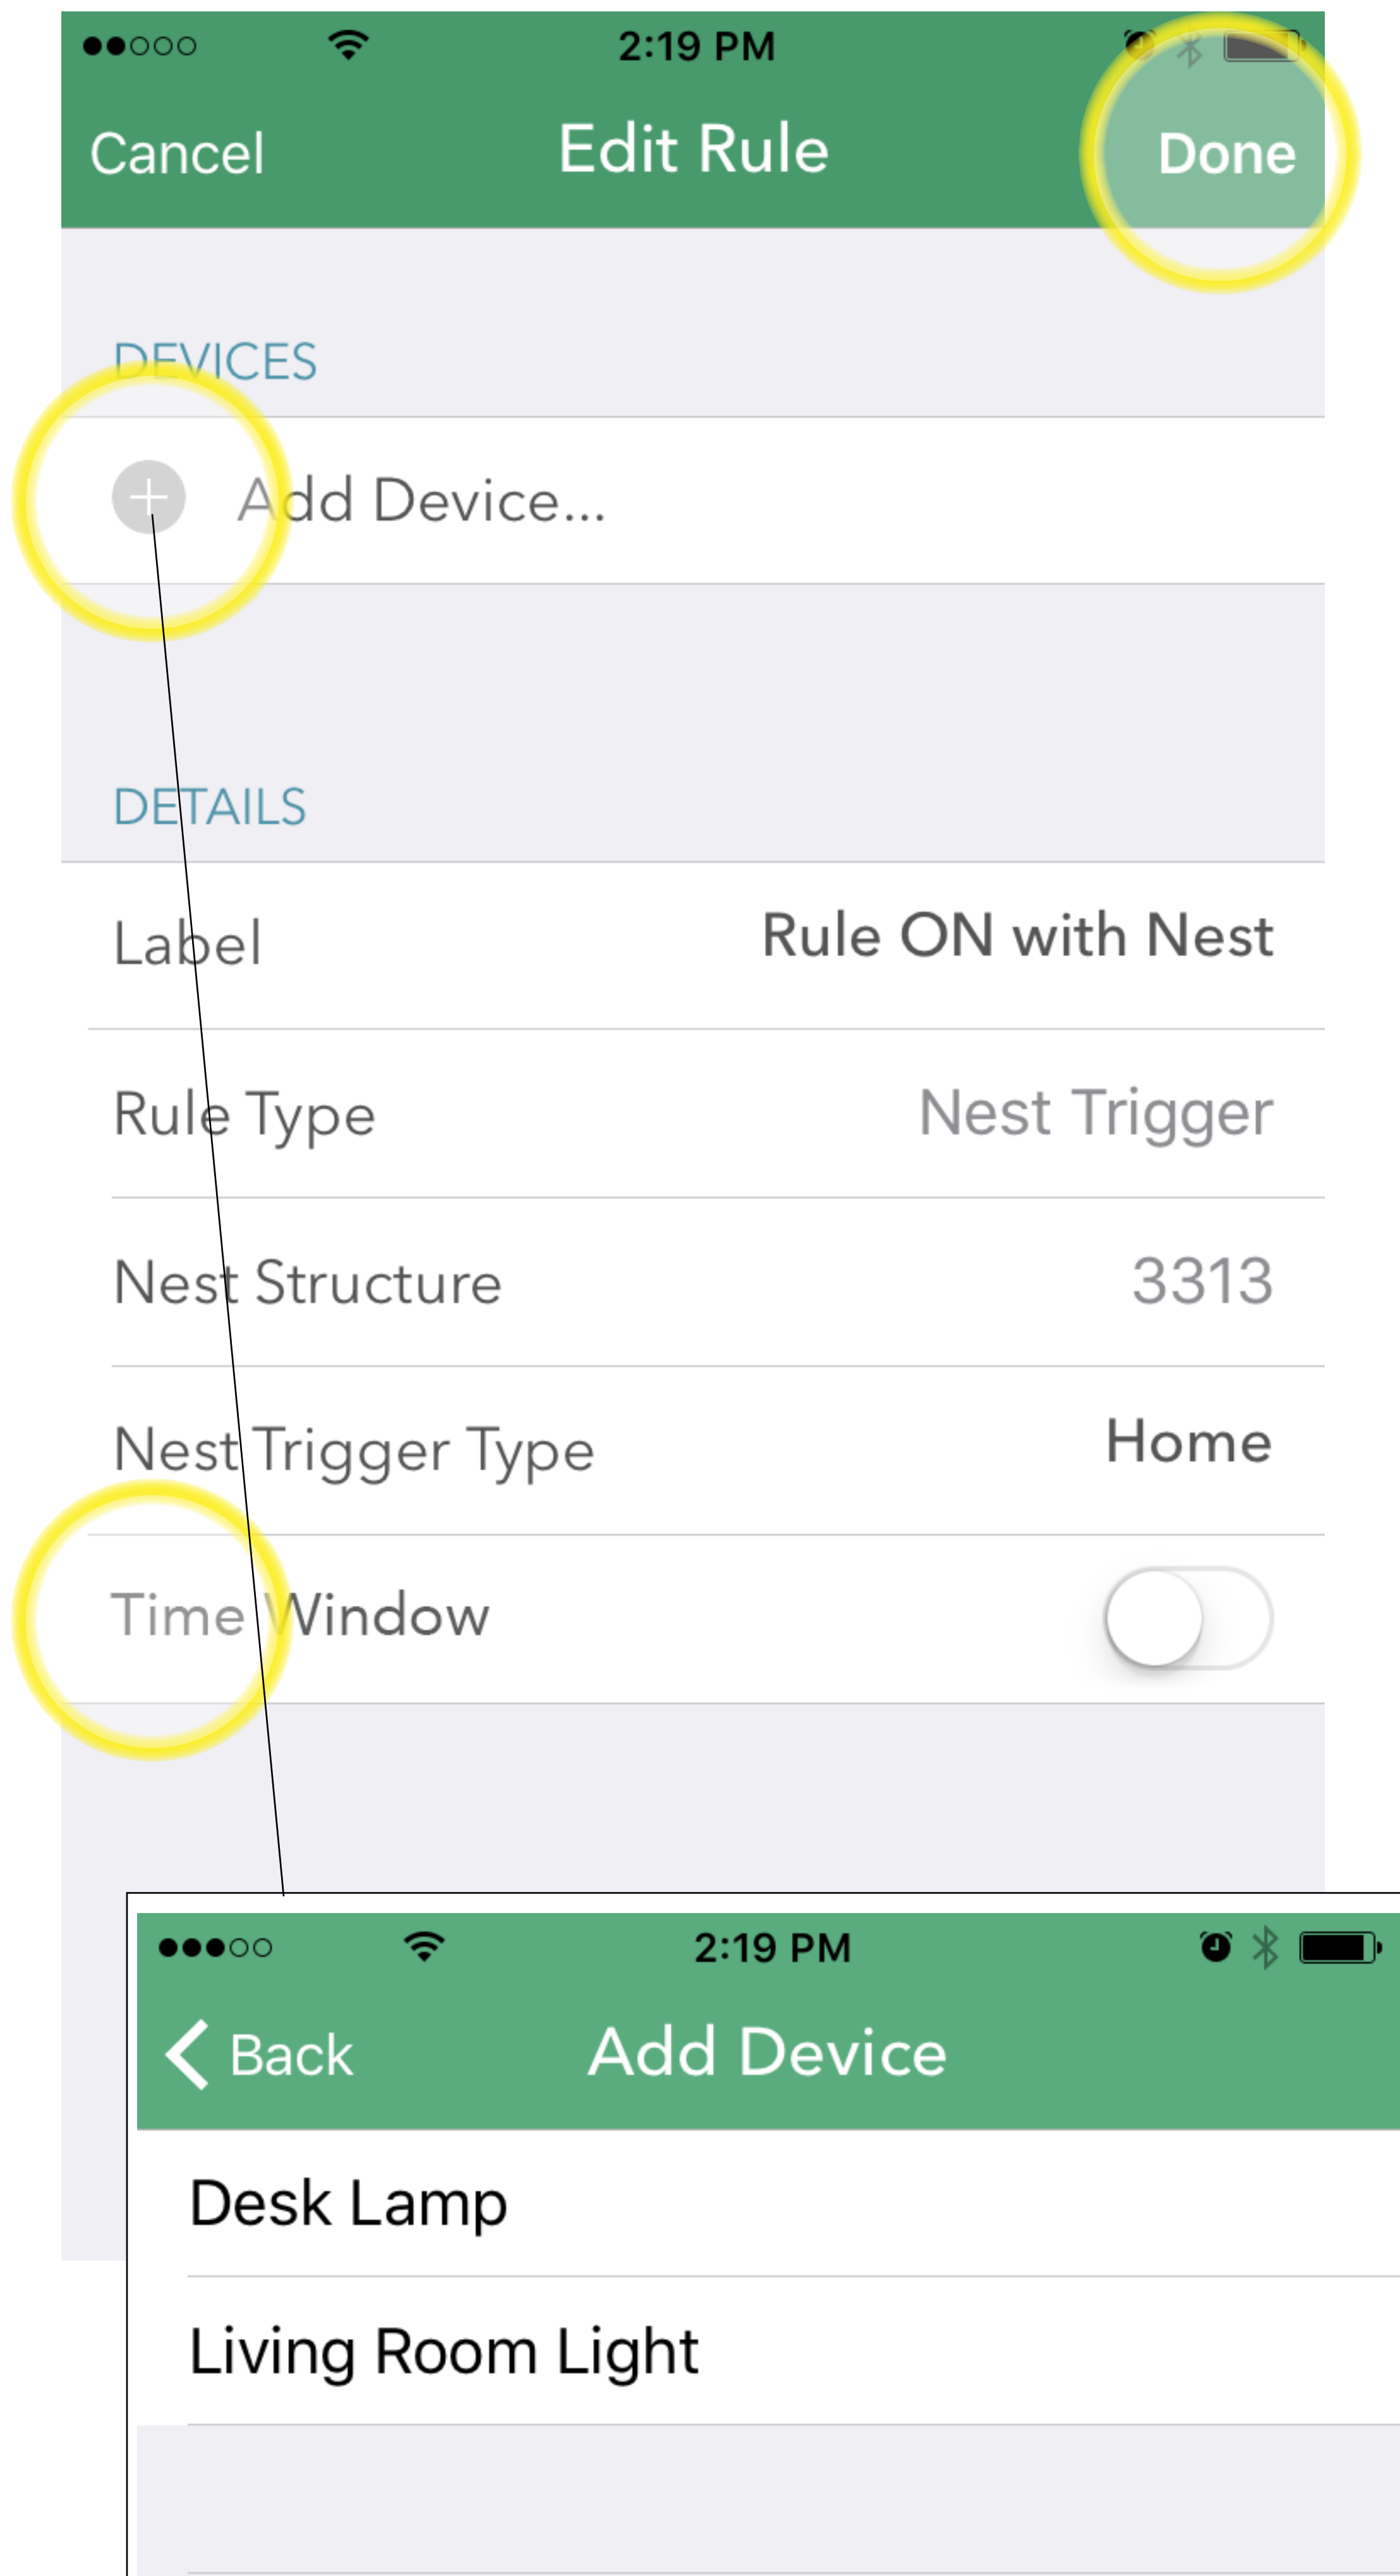 2:19 PM
Cancel Edit Rule Done
DEVICES
Add Device...
DETAILS
Label Rule ON with Nest
Rule Type Nest Trigger
Nest Structure 3313
Nest Trigger Type Home
Time Window
2:19 PM
Back Add Device
Desk Lamp
Living Room Light